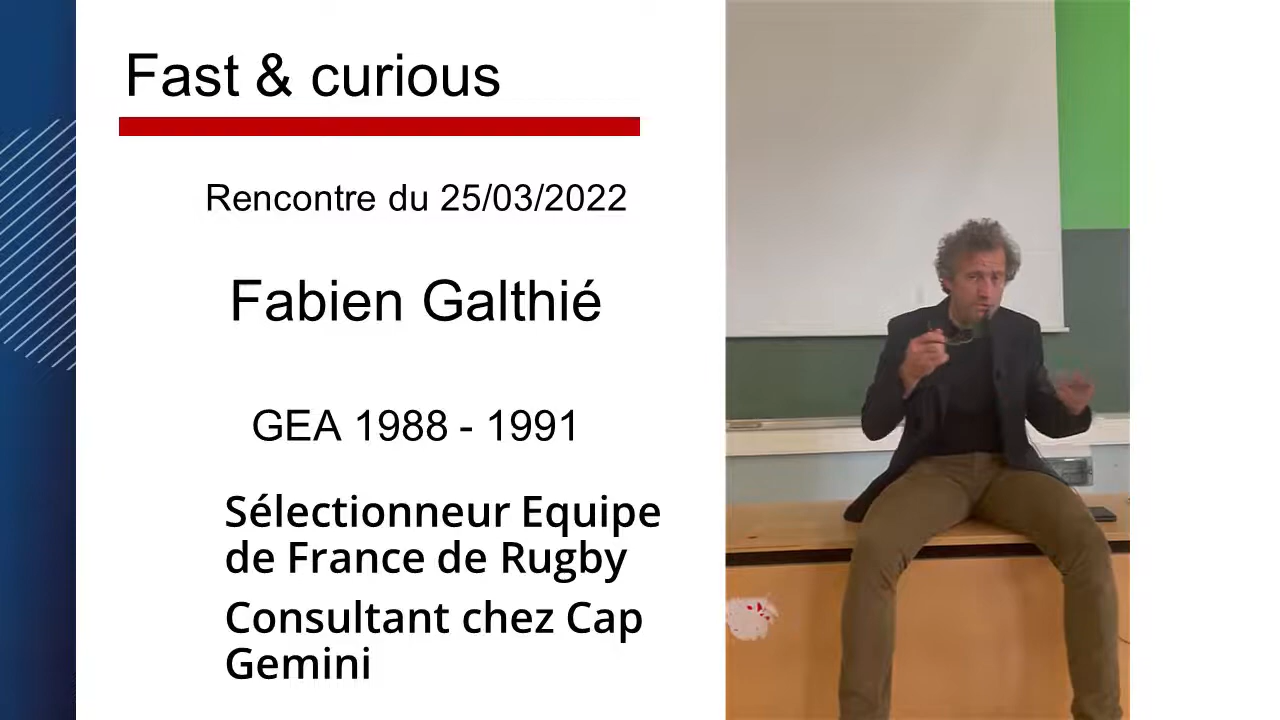 Fast & curious
Rencontre du 25/03/2022
Fabien Galthié
GEA 1988 - 1991
Sélectionneur Equipe
de France de Rugby
Consultant chez Cap
Gemini